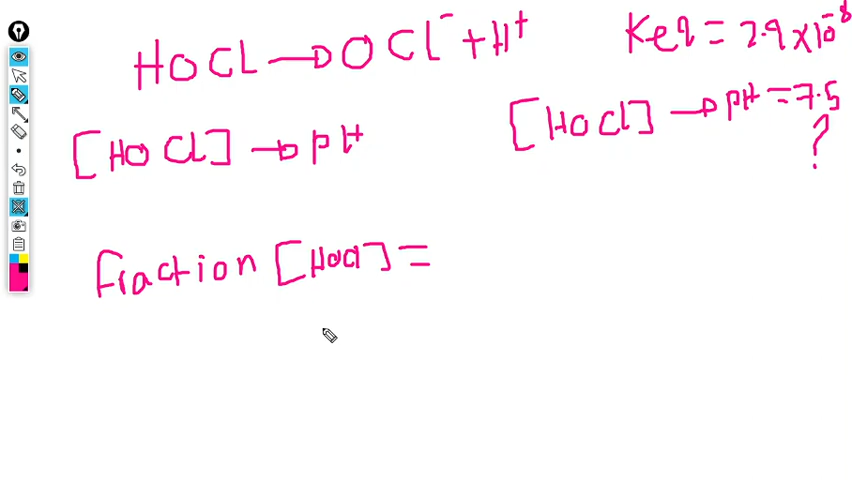 HOCl → OCl⁻ + H⁺
Keq = 2.9 × 10⁻⁸
[HOCl] → pH
[HOCl] → pH = 7.5
?
fraction [HOCl] =